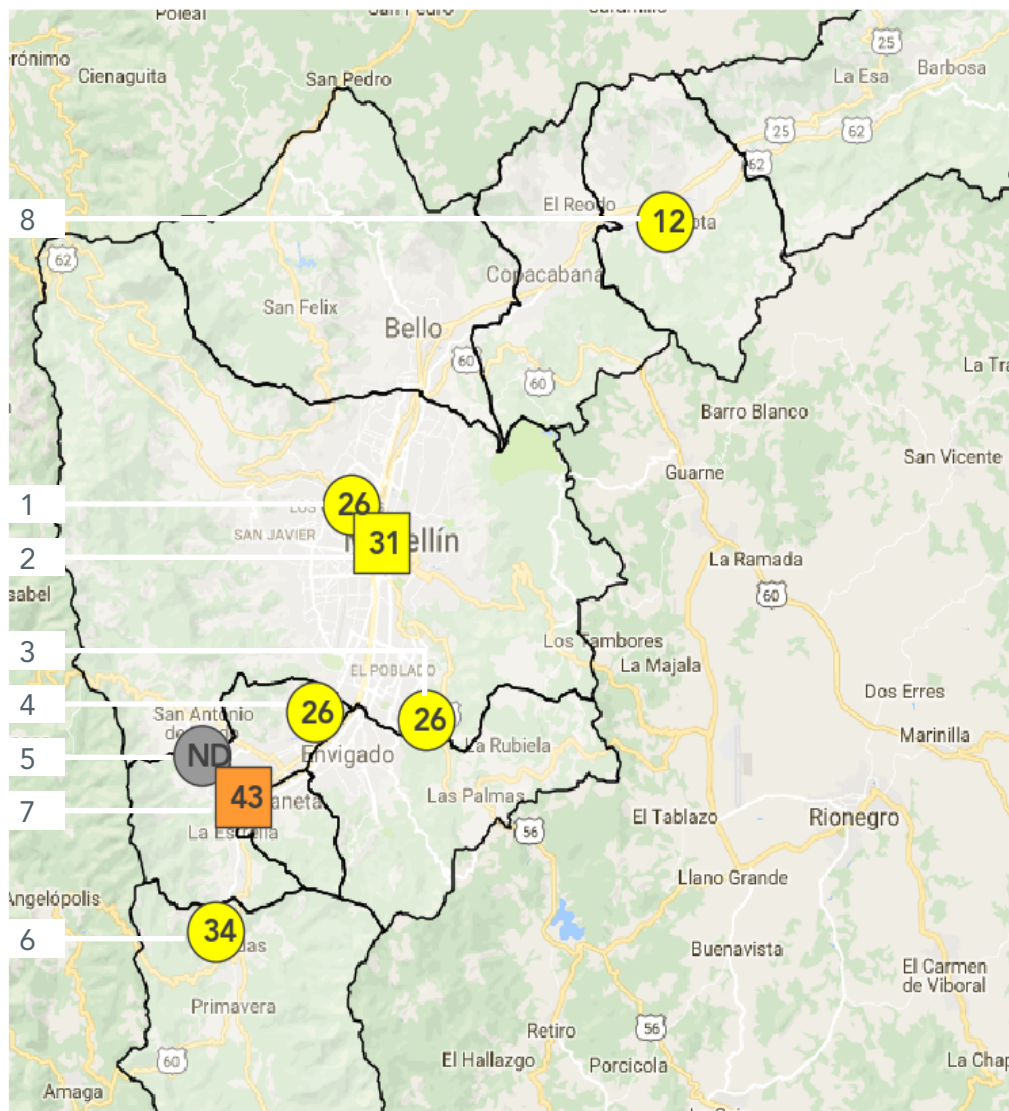 Poleal
San Pedro
25
erónimo
Cienaguita
San Pedro
La Esa
Barbosa
25
62
62
8
El Reodo
12
ota
62
Copacabana
San Felix
Bello
60
60
La Tra
Barro Blanco
San Vicente
Guarne
1
26
SAN JAVIER
31
ellín
2
La Ramada
sabel
60
3
Los Tambores
La Majala
EL POBLADO
Dos Erres
4
San Antonio
26
26
Marinilla
5
ND
Envigado
La Rubiela
7
43
aneta
Las Palmas
El Tablazo
Rionegro
La Estrella
56
Llano Grande
Angelópolis
6
34
das
Buenavista
El Carmen
de Viboral
Primavera
Retiro
56
60
El Hallazgo
Porcicola
La Chap
Amaga